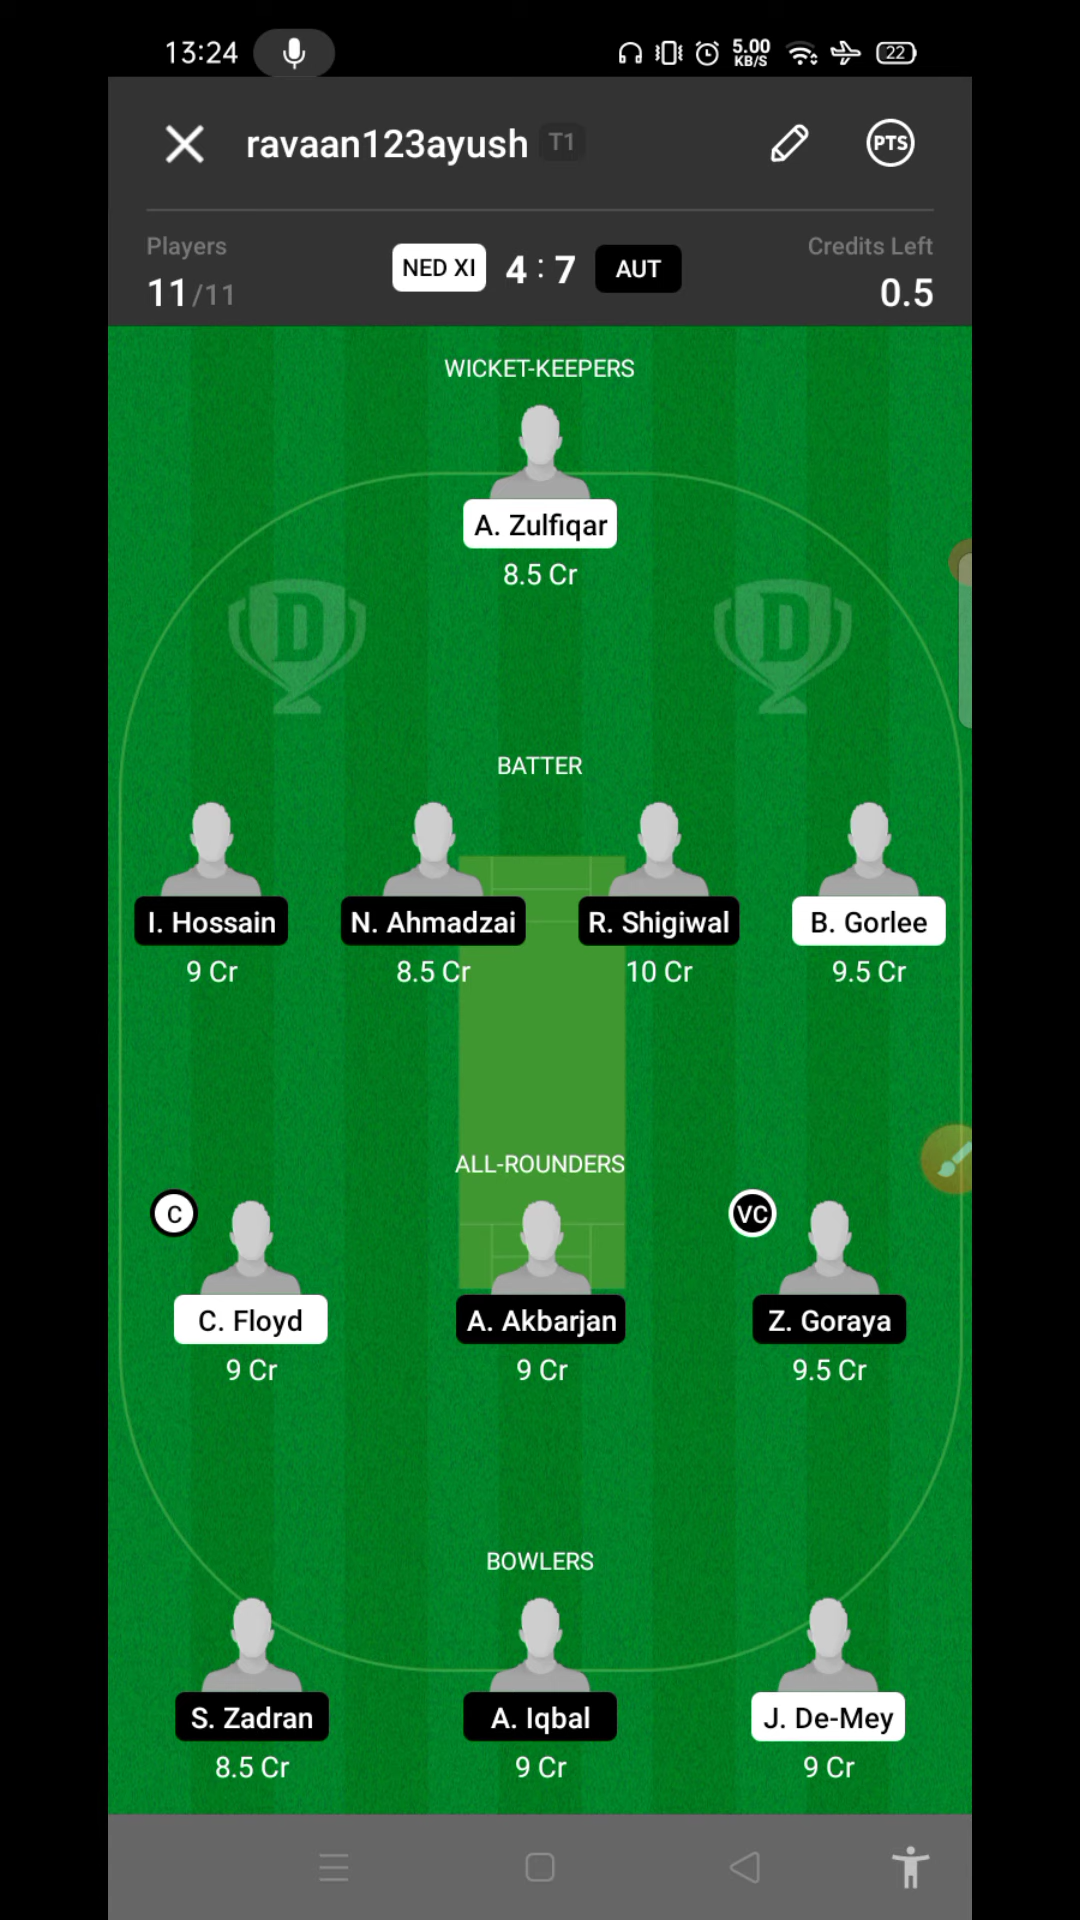 13:24 5.00 KB/S 22
ravaan123ayush T1 PTS
Players Credits Left
NED XI 4 : 7 AUT
11/11 0.5
WICKET-KEEPERS
A. Zulfiqar
8.5 Cr
D D
BATTER
I. Hossain N. Ahmadzai R. Shigiwal B. Gorlee
9 Cr 8.5 Cr 10 Cr 9.5 Cr
ALL-ROUNDERS
C VC
C. Floyd A. Akbarjan Z. Goraya
9 Cr 9 Cr 9.5 Cr
BOWLERS
S. Zadran A. Iqbal J. De-Mey
8.5 Cr 9 Cr 9 Cr